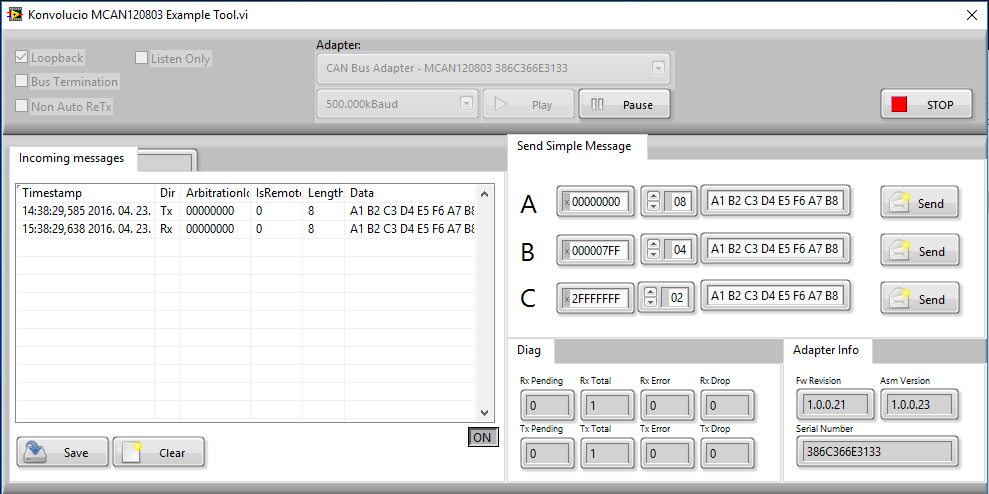 Konvolucio MCAN120803 Example Tool.vi
Adapter:
Loopback Listen Only
CAN Bus Adapter - MCAN120803 386C366E3133
Bus Termination
Non Auto ReTx
500.000kBaud Play Pause STOP
Incoming messages
Timestamp Dir ArbitrationId IsRemote Length Data
14:38:29,585 2016. 04. 23. Tx 00000000 0 8 A1 B2 C3 D4 E5 F6 A7 B8
15:38:29,638 2016. 04. 23. Rx 00000000 0 8 A1 B2 C3 D4 E5 F6 A7 B8
Save Clear ON
Send Simple Message
A x 00000000 08 A1 B2 C3 D4 E5 F6 A7 B8 Send
B x 000007FF 04 A1 B2 C3 D4 E5 F6 A7 B8 Send
C x 2FFFFFFF 02 A1 B2 C3 D4 E5 F6 A7 B8 Send
Diag
Rx Pending Rx Total Rx Error Rx Drop
0 1 0 0
Tx Pending Tx Total Tx Error Tx Drop
0 1 0 0
Adapter Info
Fw Revision Asm Version
1.0.0.21 1.0.0.23
Serial Number
386C366E3133